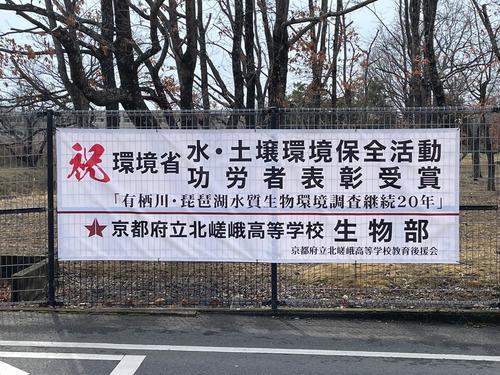 祝 環境省 水・土壌環境保全活動
功労者表彰受賞
「有栖川・琵琶湖水質生物環境調査継続20年」
★京都府立北嵯峨高等学校 生物部
京都府立北嵯峨高等学校教育後援会